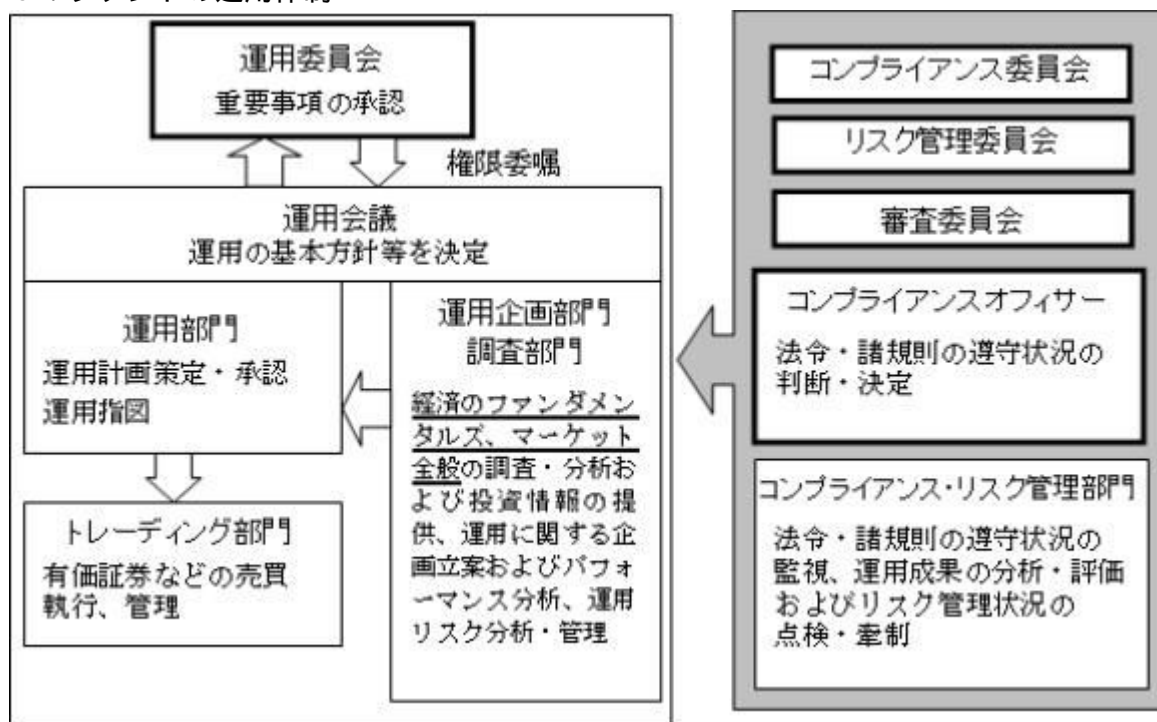 運用委員会
重要事項の承認
権限委嘱
運用会議
運用の基本方針等を決定
運用部門
運用計画策定・承認
運用指図
トレーディング部門
有価証券などの売買
執行、管理
運用企画部門
調査部門
経済のファンダメン
タルズ、マーケット
全般の調査・分析お
よび投資情報の提
供、運用に関する企
画立案およびパフォ
ーマンス分析、運用
リスク分析・管理
コンプライアンス委員会
リスク管理委員会
審査委員会
コンプライアンスオフィサー
法令・諸規則の遵守状況の
判断・決定
コンプライアンス・リスク管理部門
法令・諸規則の遵守状況の
監視、運用成果の分析・評価
およびリスク管理状況の
点検・牽制